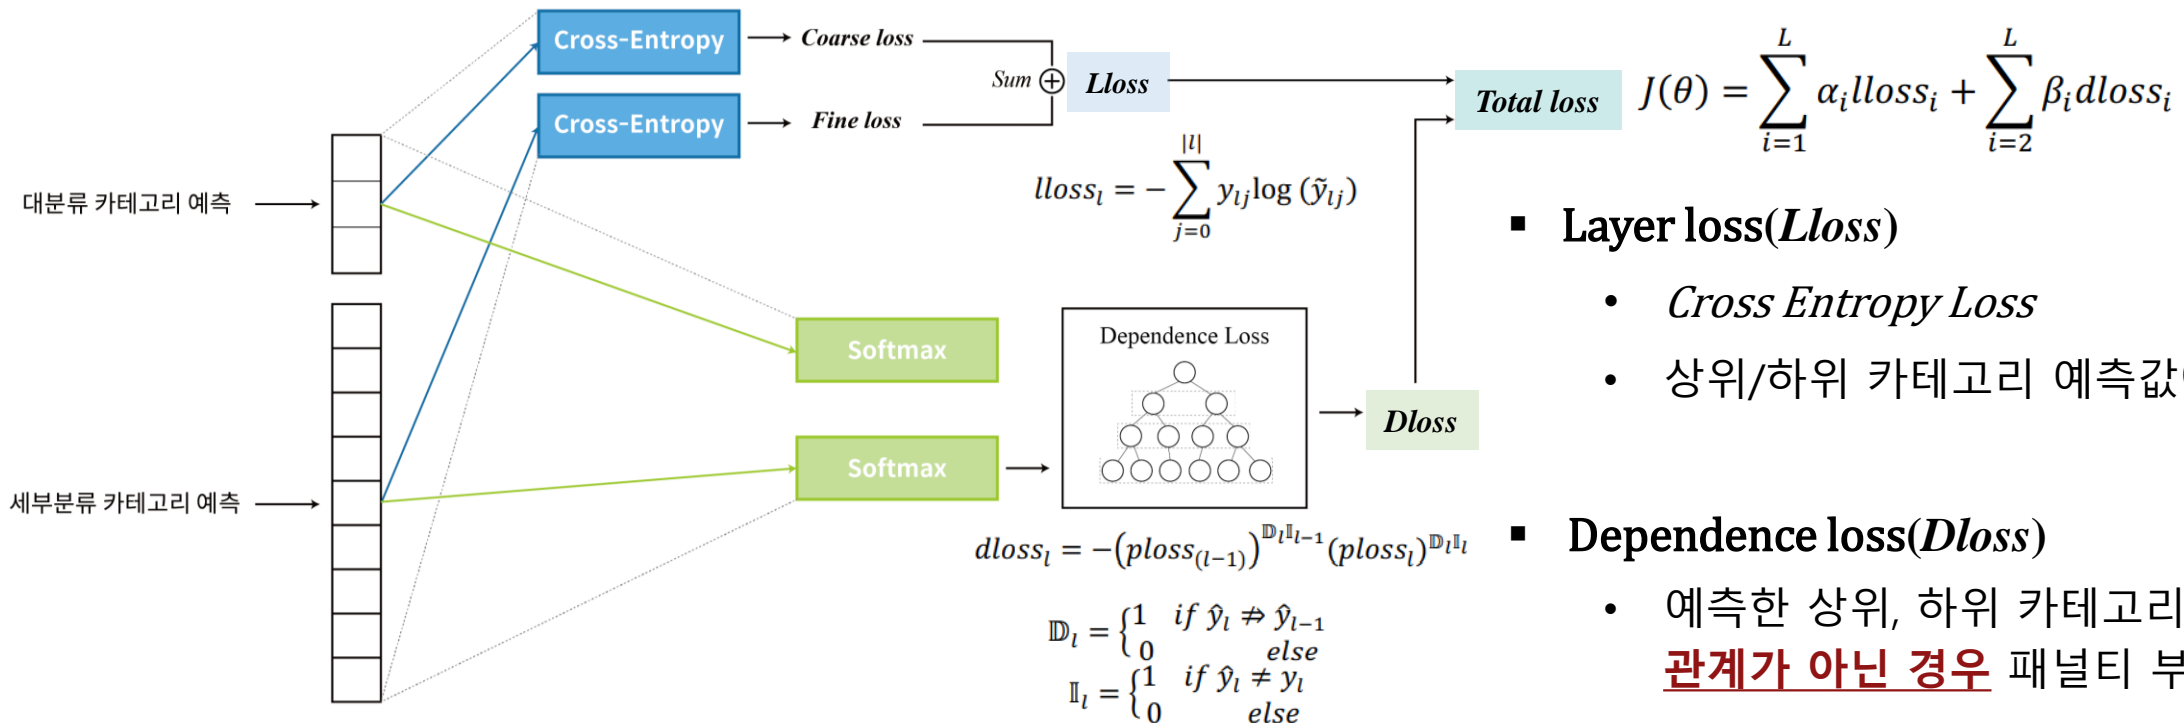 Cross-Entropy
Coarse loss
Cross-Entropy
Fine loss
Sum ⊕
Lloss
Total loss
J(θ) = ∑_{i=1}^{L} α_i lloss_i + ∑_{i=2}^{L} β_i dloss_i
lloss_l = − ∑_{j=0}^{|l|} y_{lj} log (ỹ_{lj})
대분류 카테고리 예측
세부분류 카테고리 예측
Softmax
Softmax
Dependence Loss
Dloss
dloss_l = −(ploss_{(l−1)})^{𝔻_l 𝕀_{l−1}} (ploss_l)^{𝔻_l 𝕀_l}
𝔻_l = { 1 if ŷ_l ⇏ ŷ_{l−1}
0 else
𝕀_l = { 1 if ŷ_l ≠ y_l
0 else
▪ Layer loss(Lloss)
• Cross Entropy Loss
• 상위/하위 카테고리 예측값
▪ Dependence loss(Dloss)
• 예측한 상위, 하위 카테고리
관계가 아닌 경우 패널티 부